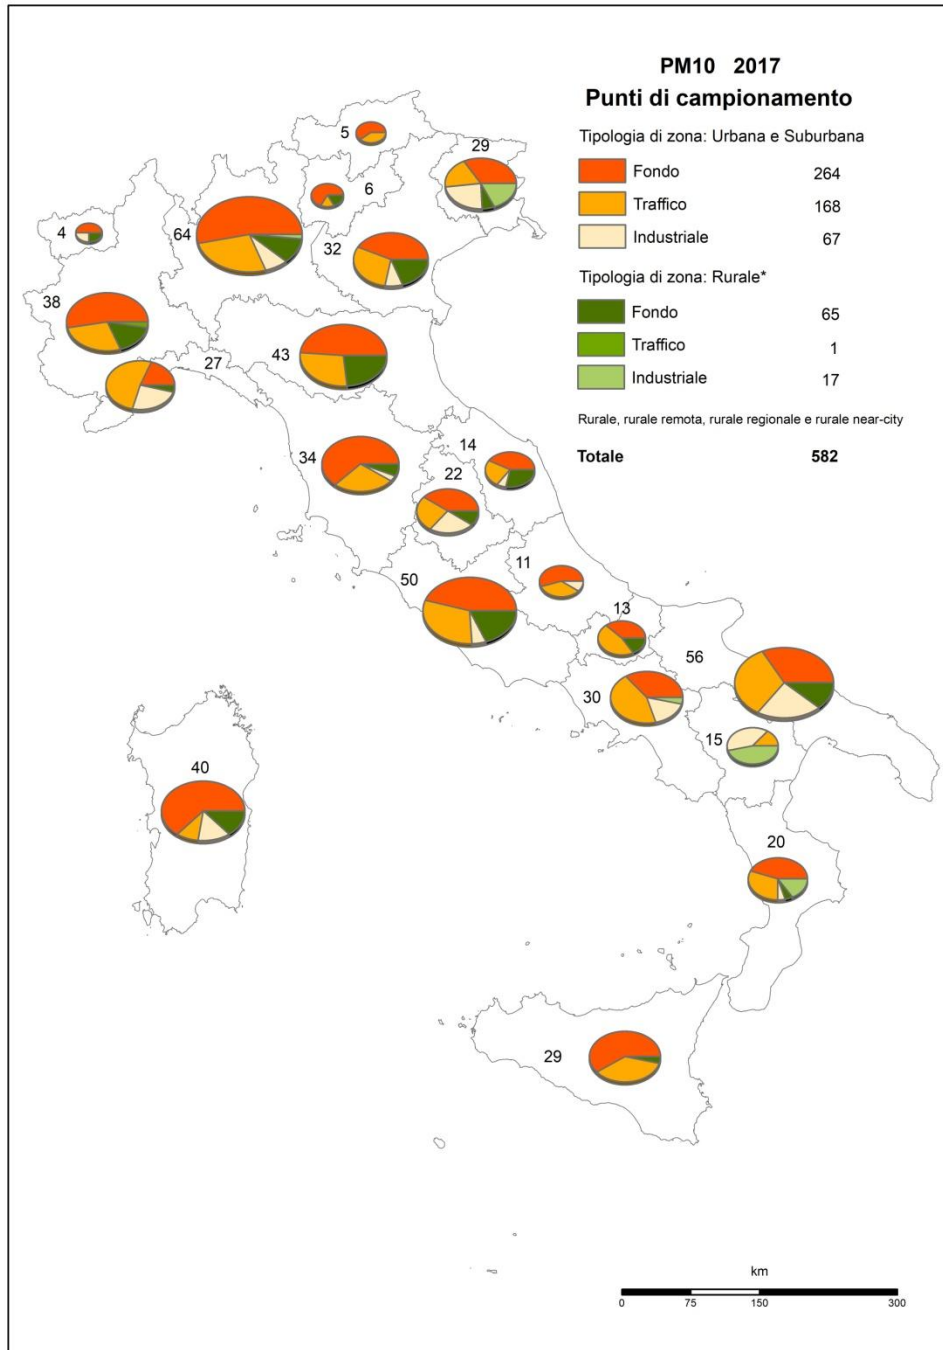 PM10 2017
Punti di campionamento
Tipologia di zona: Urbana e Suburbana
Fondo 264
Traffico 168
Industriale 67
Tipologia di zona: Rurale*
Fondo 65
Traffico 1
Industriale 17
Rurale, rurale remota, rurale regionale e rurale near-city
Totale 582
5
29
6
4
64
32
38
43
27
34
14
22
11
50
13
56
30
15
40
20
29
km
0 75 150 300